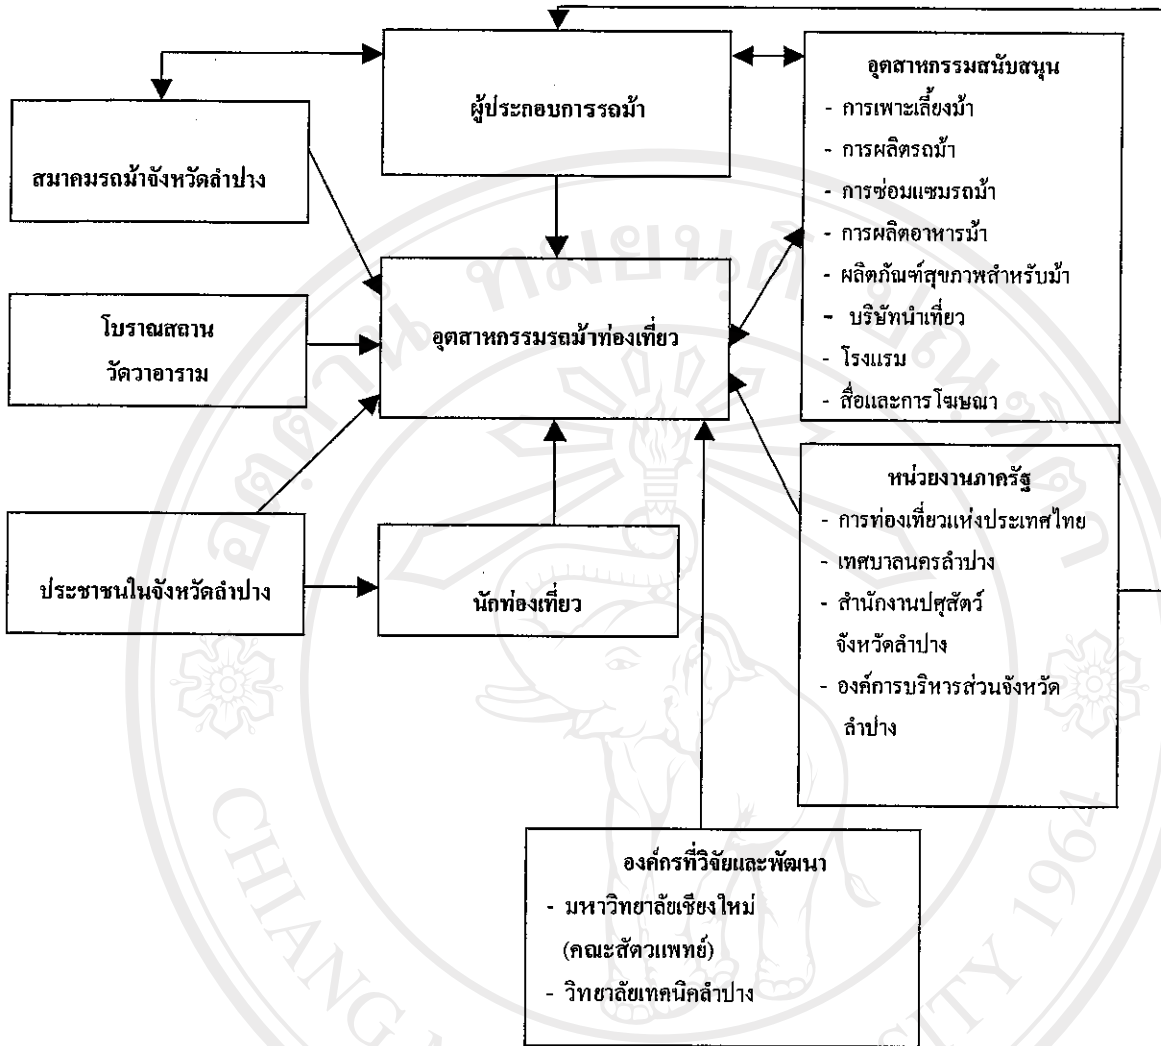 ผู้ประกอบการรถม้า
สมาคมรถม้าจังหวัดลำปาง
อุตสาหกรรมสนับสนุน
- การเพาะเลี้ยงม้า
- การผลิตรถม้า
- การซ่อมแซมรถม้า
- การผลิตอาหารม้า
- ผลิตภัณฑ์สุขภาพสำหรับม้า
- บริษัทนำเที่ยว
- โรงแรม
- สื่อและการโฆษณา
โบราณสถาน
วัดวาอาราม
อุตสาหกรรมรถม้าท่องเที่ยว
หน่วยงานภาครัฐ
- การท่องเที่ยวแห่งประเทศไทย
- เทศบาลนครลำปาง
- สำนักงานปศุสัตว์
จังหวัดลำปาง
- องค์การบริหารส่วนจังหวัด
ลำปาง
ประชาชนในจังหวัดลำปาง
นักท่องเที่ยว
องค์กรที่วิจัยและพัฒนา
- มหาวิทยาลัยเชียงใหม่
(คณะสัตวแพทย์)
- วิทยาลัยเทคนิคลำปาง